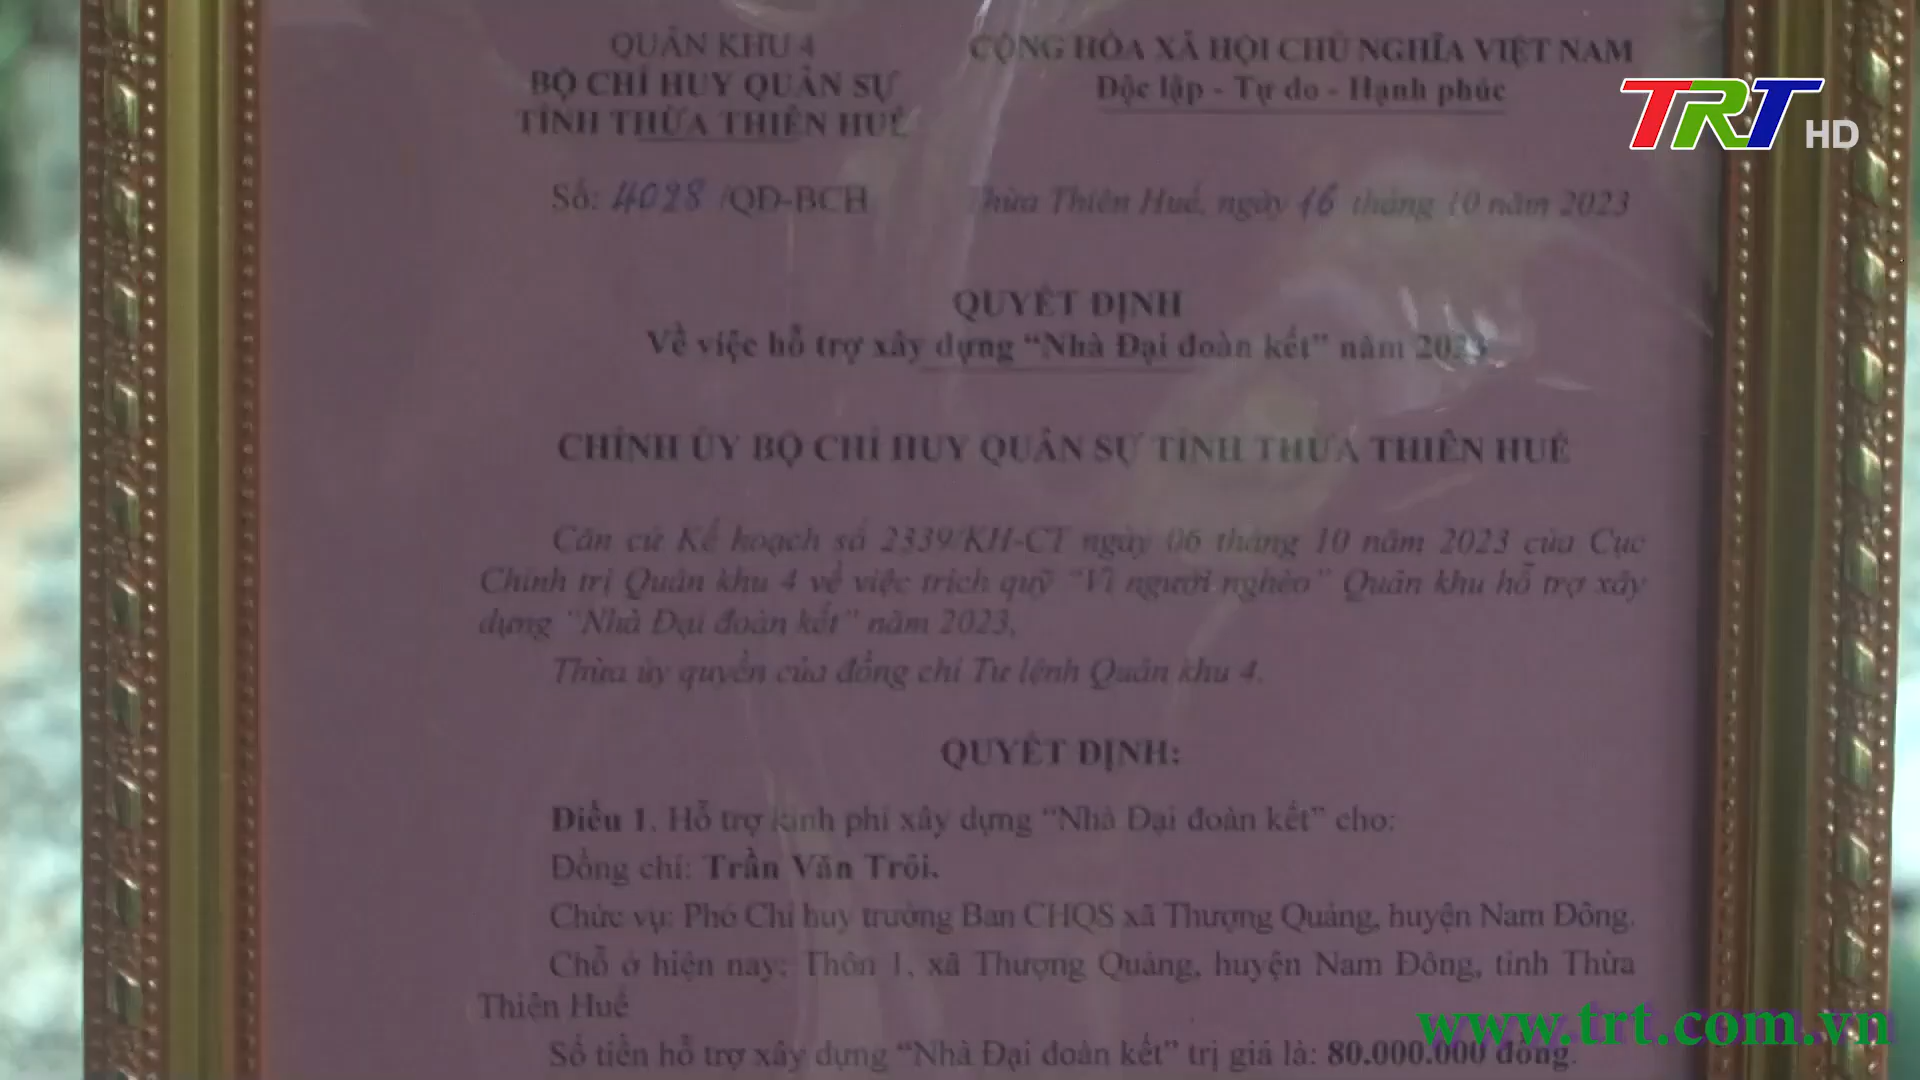 QUÂN KHU 4
BỘ CHỈ HUY QUÂN SỰ
TỈNH THỪA THIÊN HUẾ
CỘNG HÒA XÃ HỘI CHỦ NGHĨA VIỆT NAM
Độc lập - Tự do - Hạnh phúc
TRT HD
Số: 4028 /QĐ-BCH
Thừa Thiên Huế, ngày 16 tháng 10 năm 2023
QUYẾT ĐỊNH
Về việc hỗ trợ xây dựng “Nhà Đại đoàn kết” năm 2023
CHÍNH ỦY BỘ CHỈ HUY QUÂN SỰ TỈNH THỪA THIÊN HUẾ
Căn cứ Kế hoạch số 2339/KH-CT ngày 06 tháng 10 năm 2023 của Cục
Chính trị Quân khu 4 về việc trích quỹ “Vì người nghèo” Quân khu hỗ trợ xây
dựng “Nhà Đại đoàn kết” năm 2023,
Thừa ủy quyền của đồng chí Tư lệnh Quân khu 4.
QUYẾT ĐỊNH:
Điều 1. Hỗ trợ kinh phí xây dựng “Nhà Đại đoàn kết” cho:
Đồng chí: Trần Văn Trôi.
Chức vụ: Phó Chỉ huy trưởng Ban CHQS xã Thượng Quảng, huyện Nam Đông.
Chỗ ở hiện nay: Thôn 1, xã Thượng Quảng, huyện Nam Đông, tỉnh Thừa
Thiên Huế
Số tiền hỗ trợ xây dựng “Nhà Đại đoàn kết” trị giá là: 80.000.000 đồng.
www.trt.com.vn